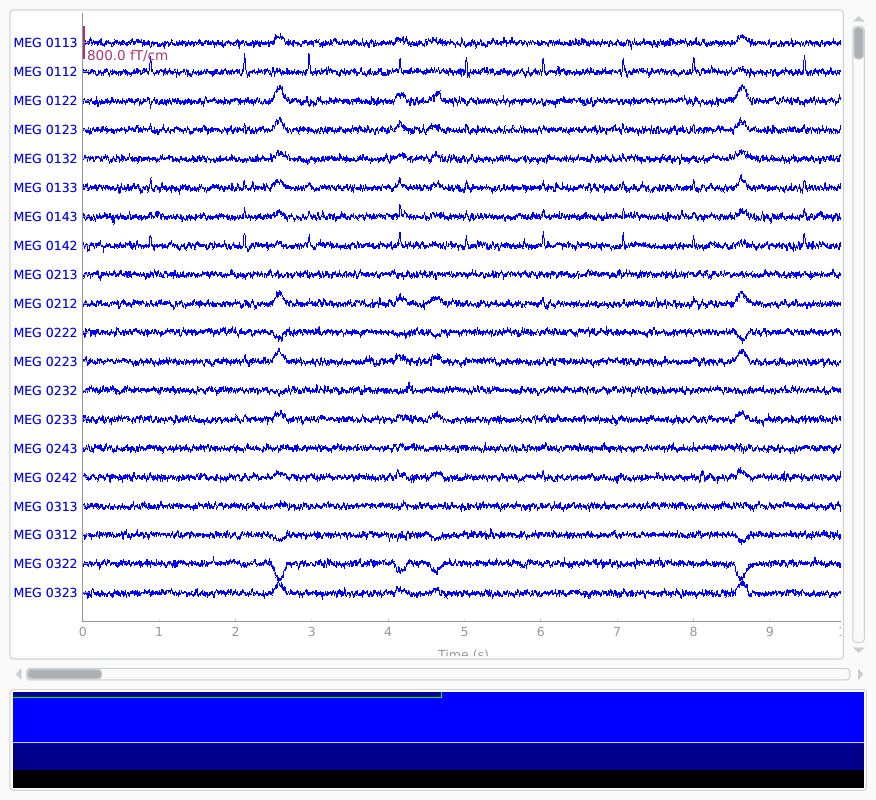 MEG 0113
800.0 fT/cm
MEG 0112
MEG 0122
MEG 0123
MEG 0132
MEG 0133
MEG 0143
MEG 0142
MEG 0213
MEG 0212
MEG 0222
MEG 0223
MEG 0232
MEG 0233
MEG 0243
MEG 0242
MEG 0313
MEG 0312
MEG 0322
MEG 0323
0 1 2 3 4 5 6 7 8 9
Time (s)